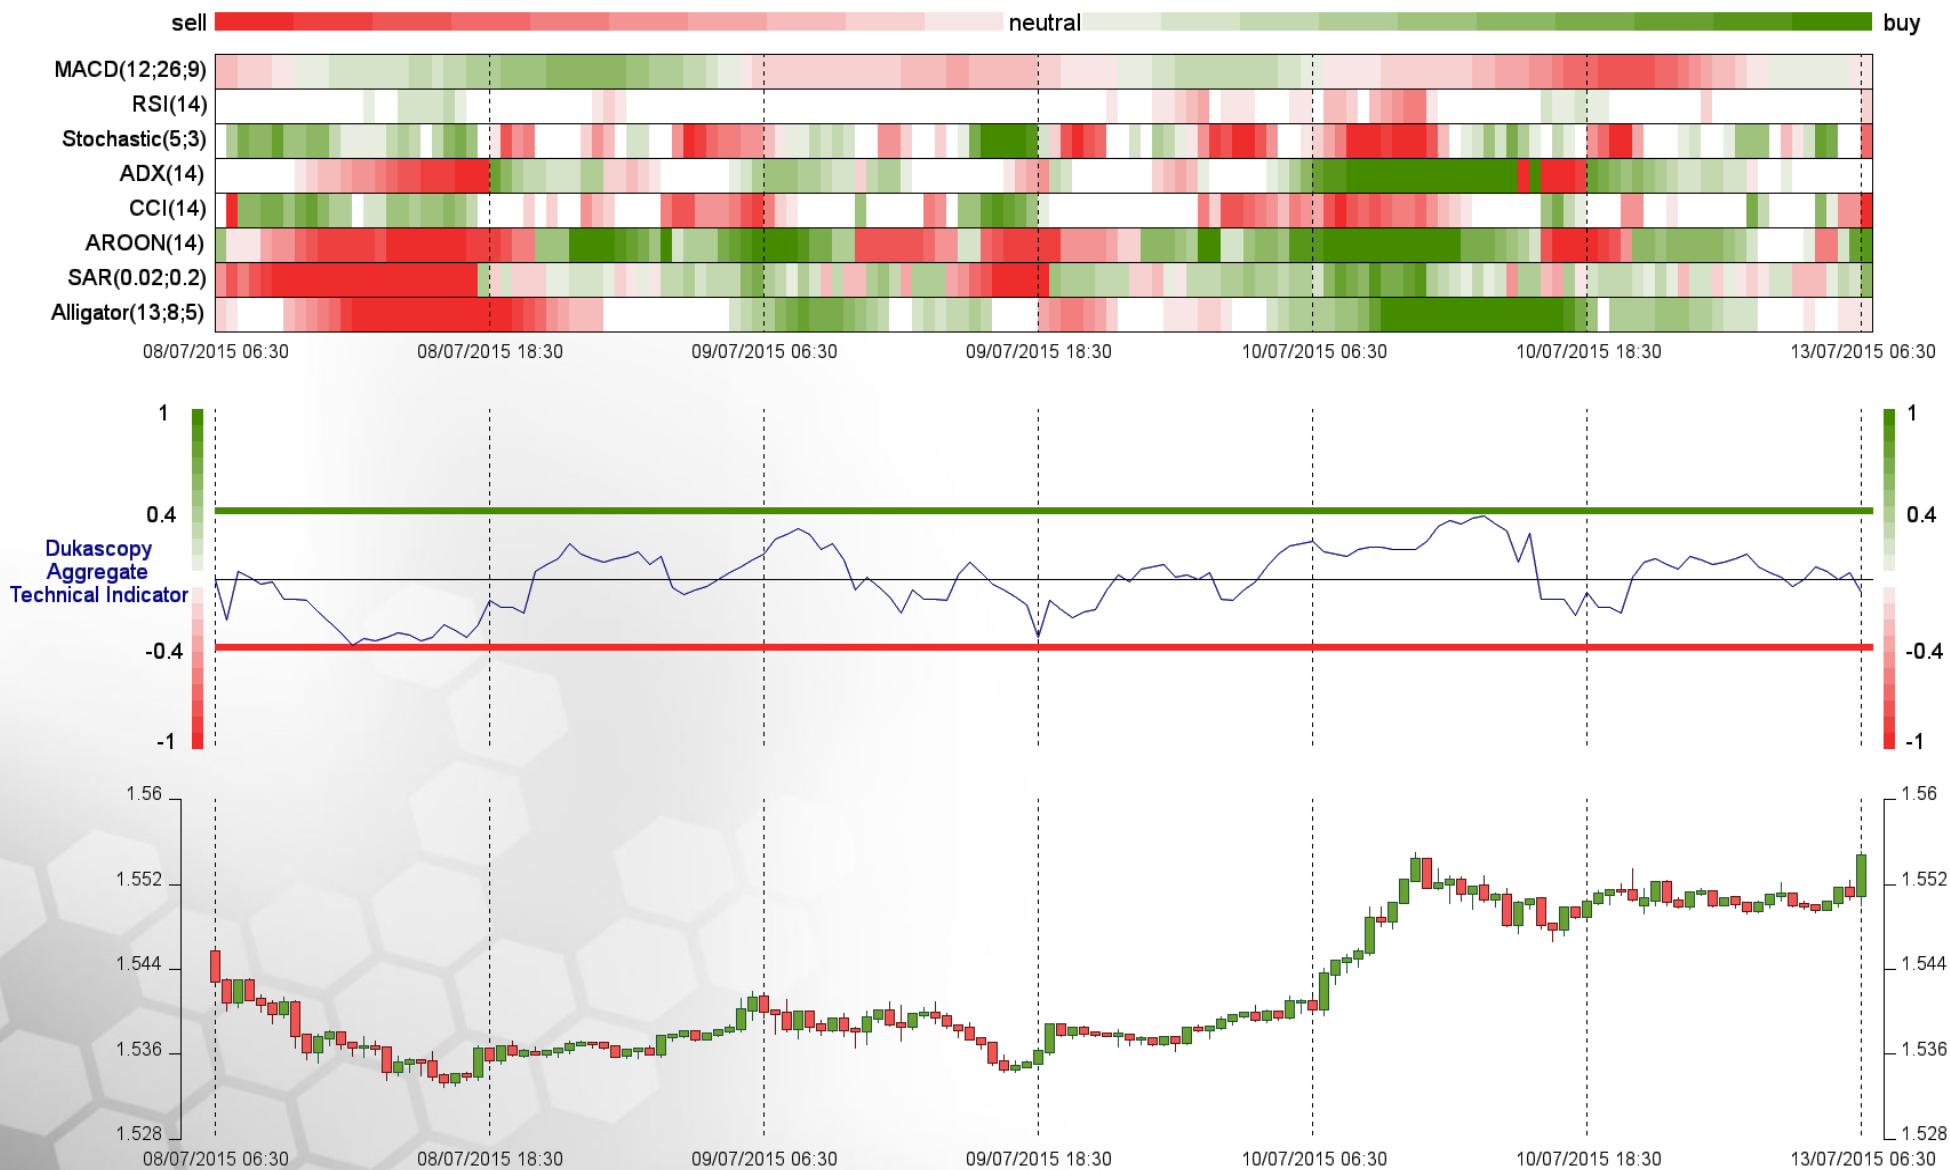 sell neutral buy
MACD(12;26;9)
RSI(14)
Stochastic(5;3)
ADX(14)
CCI(14)
AROON(14)
SAR(0.02;0.2)
Alligator(13;8;5)
08/07/2015 06:30 08/07/2015 18:30 09/07/2015 06:30 09/07/2015 18:30 10/07/2015 06:30 10/07/2015 18:30 13/07/2015 06:30
1 1
0.4 0.4
Dukascopy
Aggregate
Technical Indicator
-0.4 -0.4
-1 -1
1.56 1.56
1.552 1.552
1.544 1.544
1.536 1.536
1.528 1.528
08/07/2015 06:30 08/07/2015 18:30 09/07/2015 06:30 09/07/2015 18:30 10/07/2015 06:30 10/07/2015 18:30 13/07/2015 06:30